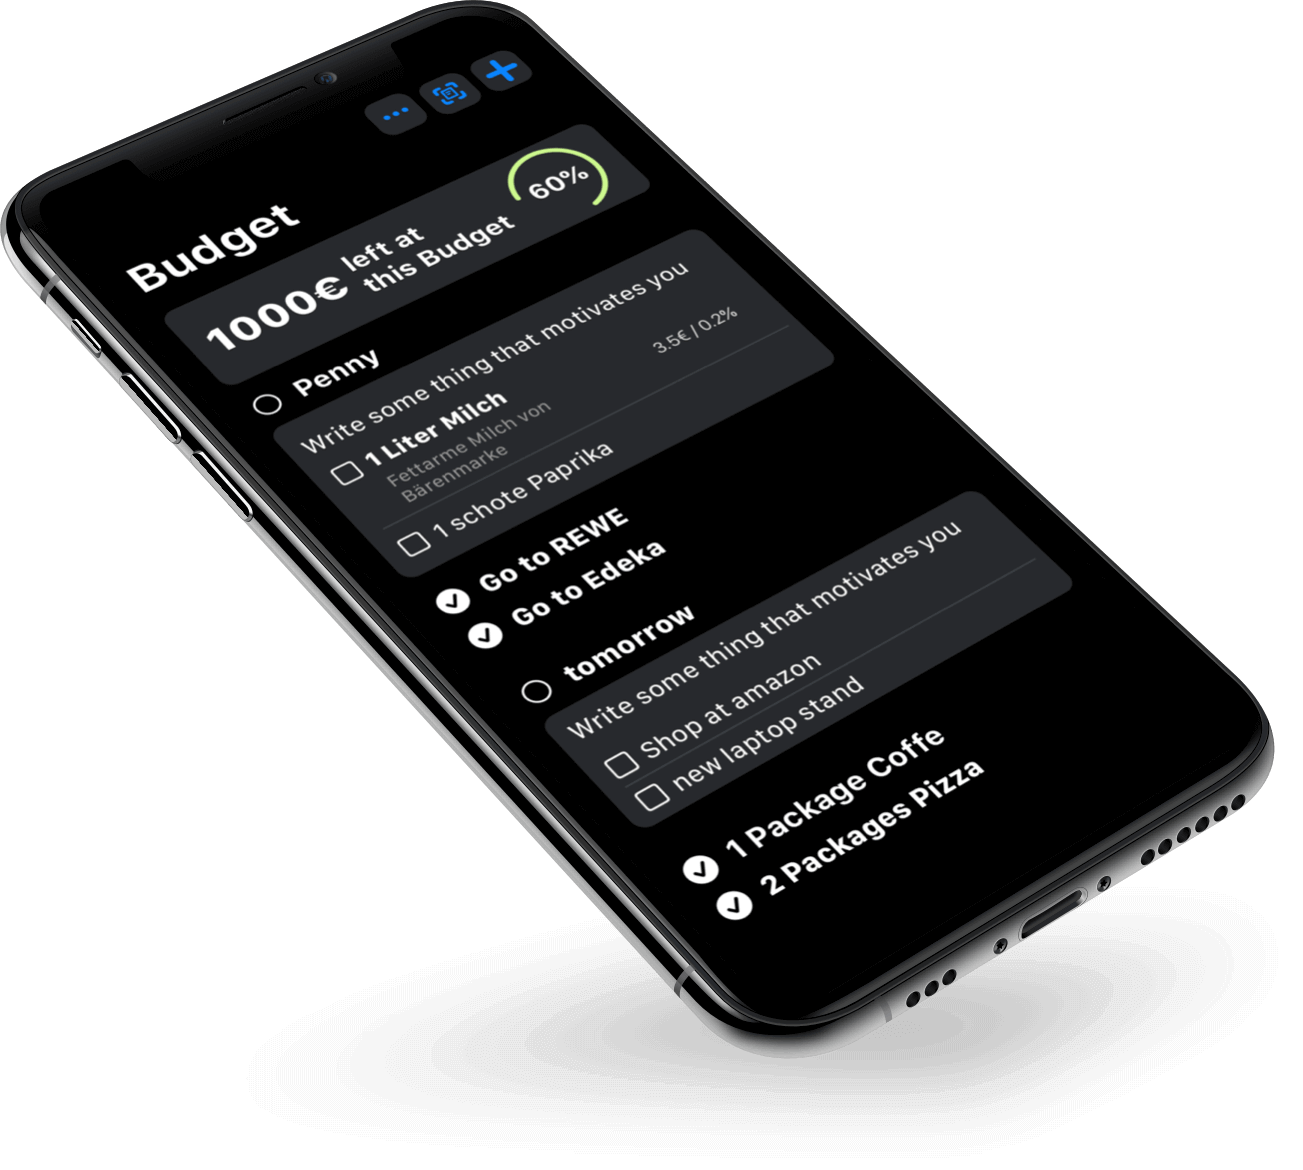 Budget
1000€ left at
this Budget
60%
Penny
Write some thing that motivates you
1 Liter Milch
3.5€ / 0.2%
Fettarme Milch von
Bärenmarke
1 schote Paprika
Go to REWE
Go to Edeka
tomorrow
Write some thing that motivates you
Shop at amazon
new laptop stand
1 Package Coffe
2 Packages Pizza